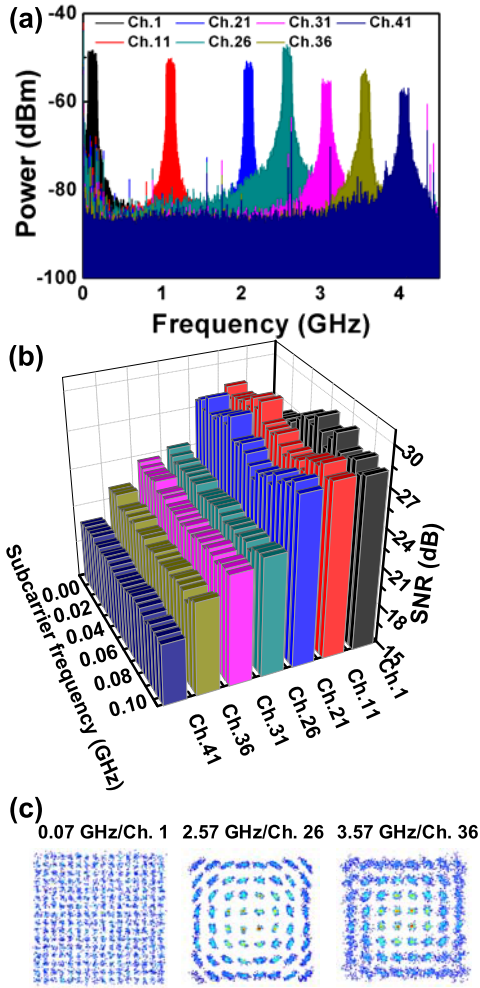 (a)
-40
Ch.1 Ch.21 Ch.31 Ch.41
Ch.11 Ch.26 Ch.36
-60
-80
-100
Power (dBm)
0 1 2 3 4
Frequency (GHz)
(b)
30
27
24
21
18
15
SNR (dB)
0.00
0.02
0.04
0.06
0.08
0.10
Subcarrier frequency (GHz)
Ch.41
Ch.36
Ch.31
Ch.26
Ch.21
Ch.11
Ch.1
(c)
0.07 GHz/Ch. 1 2.57 GHz/Ch. 26 3.57 GHz/Ch. 36